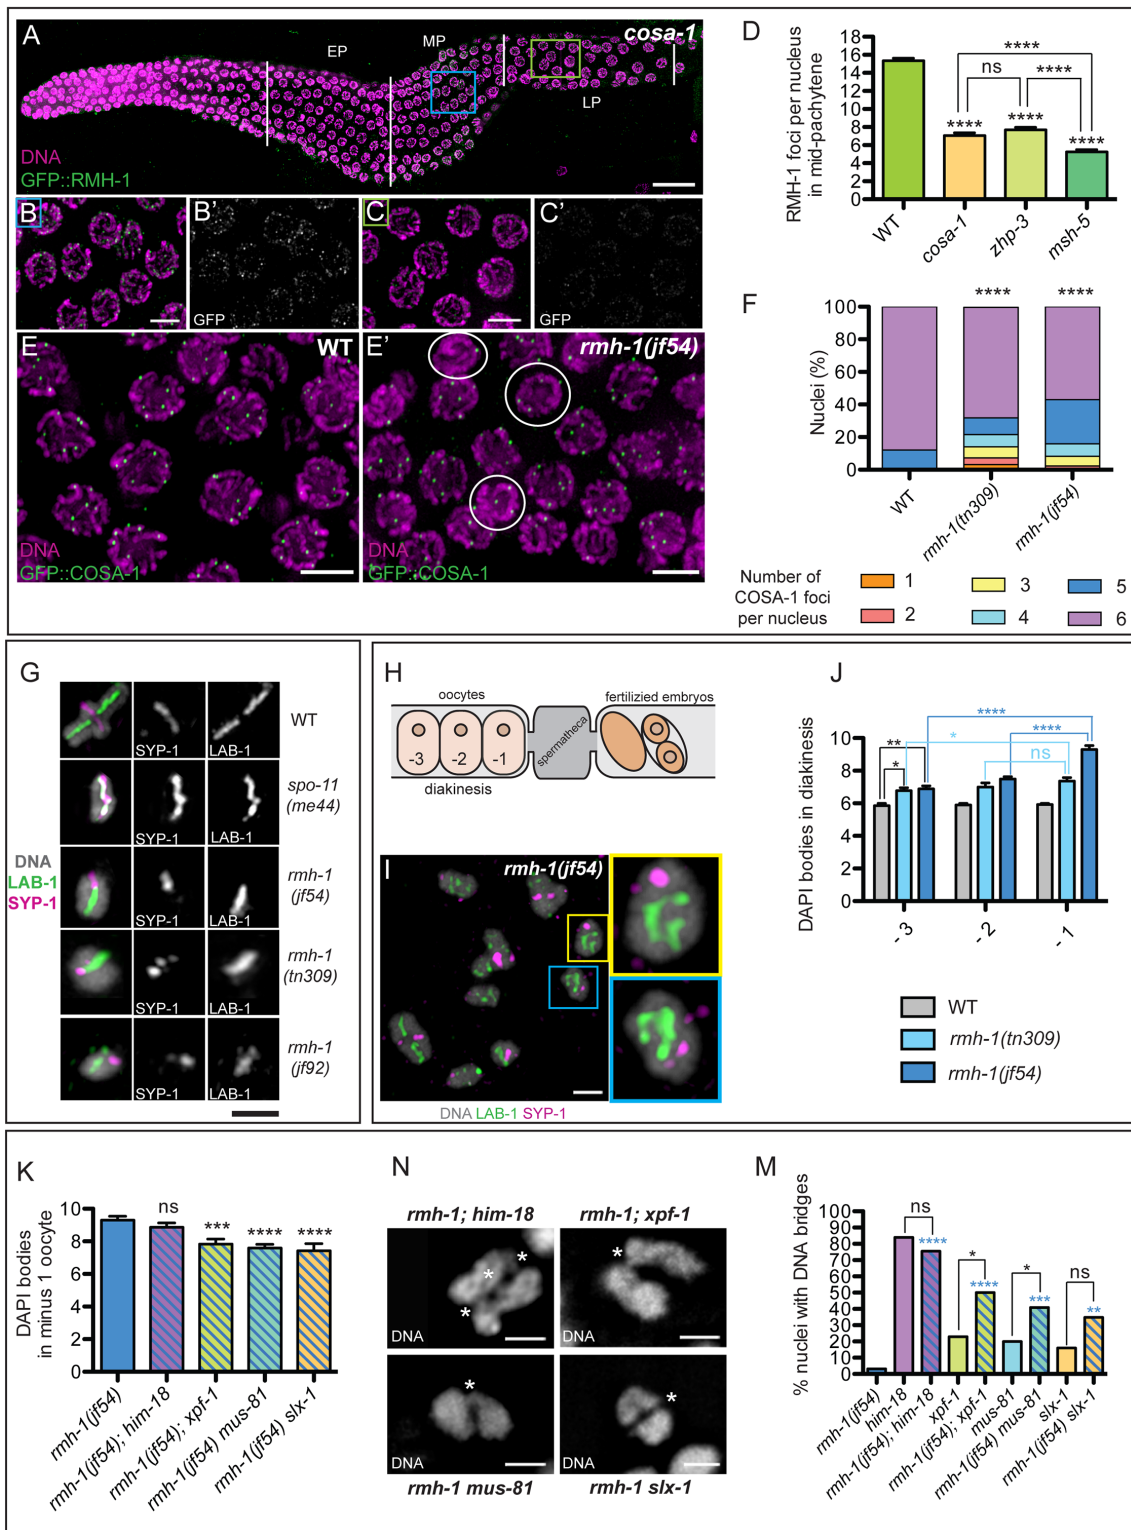 A
EP
MP
cosa-1
LP
DNA
GFP::RMH-1
B
B'
GFP
C
C'
GFP
D
RMH-1 foci per nucleus
in mid-pachytene
18
16
14
12
10
8
6
4
2
0
****
ns
****
****
****
****
WT
cosa-1
zhp-3
msh-5
E
WT
DNA
GFP::COSA-1
E'
rmh-1(jf54)
DNA
GFP::COSA-1
F
****
****
Nuclei (%)
100
80
60
40
20
0
WT
rmh-1(tn309)
rmh-1(jf54)
Number of
COSA-1 foci
per nucleus
1
2
3
4
5
6
G
DNA
LAB-1
SYP-1
SYP-1
LAB-1
WT
SYP-1
LAB-1
spo-11
(me44)
SYP-1
LAB-1
rmh-1
(jf54)
SYP-1
LAB-1
rmh-1
(tn309)
SYP-1
LAB-1
rmh-1
(jf92)
H
oocytes
fertilizied embryos
-3
-2
-1
spermatheca
diakinesis
I
rmh-1(jf54)
DNA LAB-1 SYP-1
J
DAPI bodies in diakinesis
10
8
6
4
2
0
****
*
****
**
*
ns
- 3
- 2
- 1
WT
rmh-1(tn309)
rmh-1(jf54)
K
DAPI bodies
in minus 1 oocyte
10
8
6
4
2
0
ns
***
****
****
rmh-1(jf54)
rmh-1(jf54); him-18
rmh-1(jf54); xpf-1
rmh-1(jf54) mus-81
rmh-1(jf54) slx-1
N
rmh-1; him-18
rmh-1; xpf-1
*
*
*
DNA
*
DNA
*
DNA
*
DNA
rmh-1 mus-81
rmh-1 slx-1
M
% nuclei with DNA bridges
100
90
80
70
60
50
40
30
20
10
0
ns
****
*
****
*
***
ns
**
rmh-1(jf54)
him-18
rmh-1(jf54); him-18
xpf-1
rmh-1(jf54); xpf-1
mus-81
rmh-1(jf54) mus-81
slx-1
rmh-1(jf54) slx-1